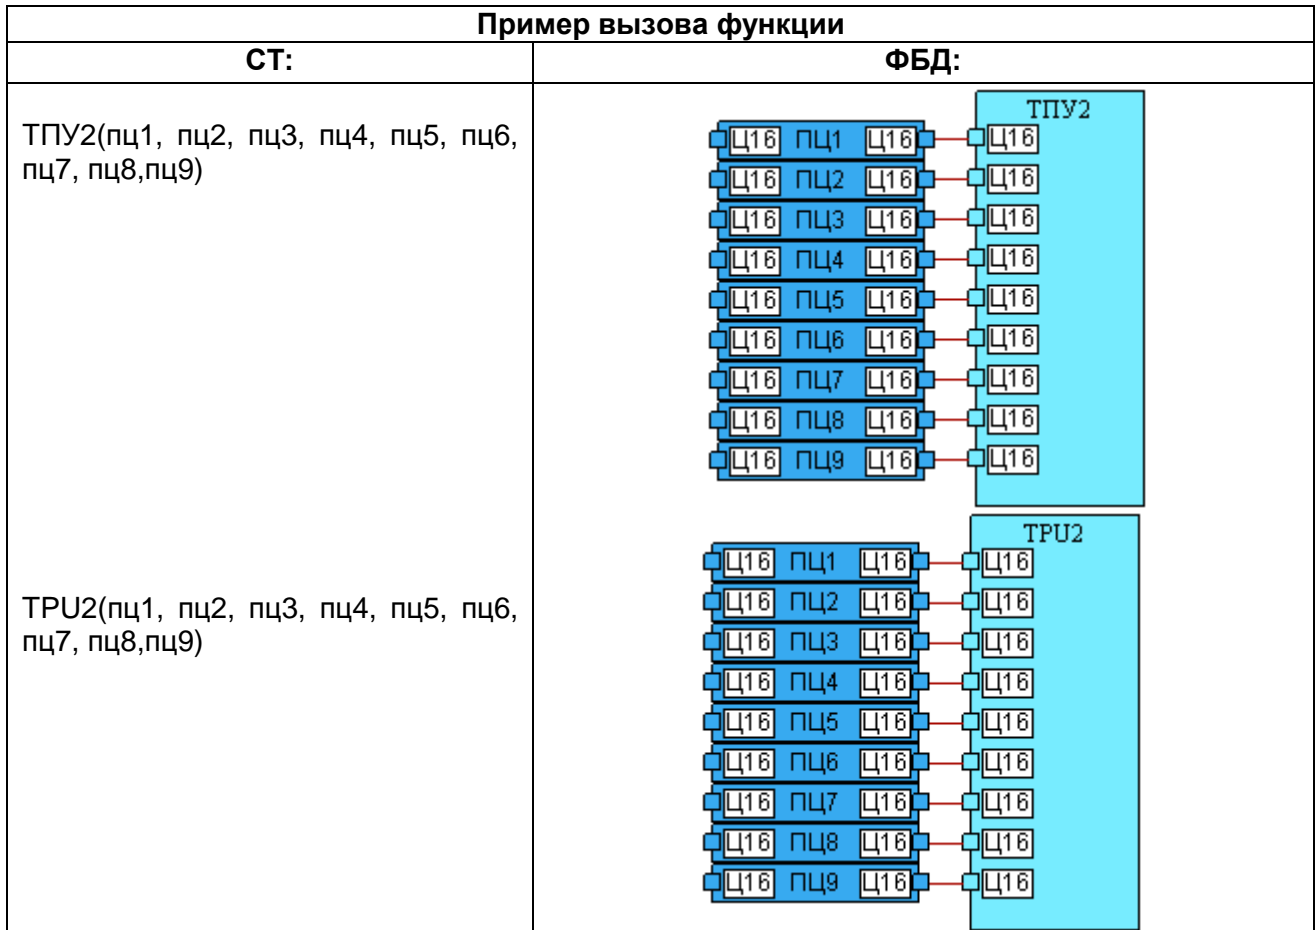 Пример вызова функции
СТ: ФБД:
ТПУ2(пц1, пц2, пц3, пц4, пц5, пц6,
пц7, пц8,пц9)
ТПУ2
Ц16 ПЦ1 Ц16 Ц16
Ц16 ПЦ2 Ц16 Ц16
Ц16 ПЦ3 Ц16 Ц16
Ц16 ПЦ4 Ц16 Ц16
Ц16 ПЦ5 Ц16 Ц16
Ц16 ПЦ6 Ц16 Ц16
Ц16 ПЦ7 Ц16 Ц16
Ц16 ПЦ8 Ц16 Ц16
Ц16 ПЦ9 Ц16 Ц16
TPU2(пц1, пц2, пц3, пц4, пц5, пц6,
пц7, пц8,пц9)
TPU2
Ц16 ПЦ1 Ц16 Ц16
Ц16 ПЦ2 Ц16 Ц16
Ц16 ПЦ3 Ц16 Ц16
Ц16 ПЦ4 Ц16 Ц16
Ц16 ПЦ5 Ц16 Ц16
Ц16 ПЦ6 Ц16 Ц16
Ц16 ПЦ7 Ц16 Ц16
Ц16 ПЦ8 Ц16 Ц16
Ц16 ПЦ9 Ц16 Ц16